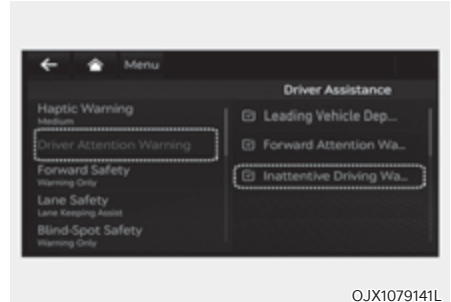 Menu
Driver Assistance
Haptic Warning
Medium
Driver Attention Warning
Forward Safety
Warning Only
Lane Safety
Lane Keeping Assist
Blind-Spot Safety
Warning Only
Leading Vehicle Dep...
Forward Attention Wa...
Inattentive Driving Wa...
OJX1079141L